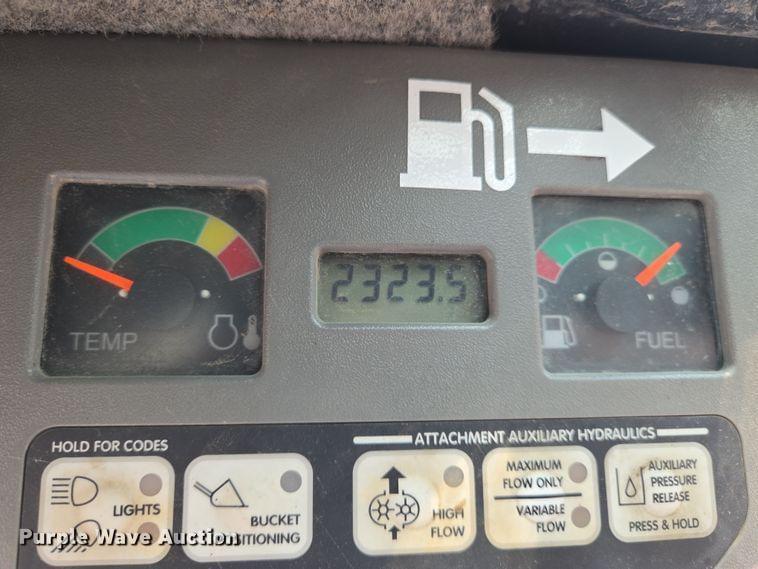 2323.5
TEMP
FUEL
HOLD FOR CODES
ATTACHMENT AUXILIARY HYDRAULICS
LIGHTS
BUCKET
POSITIONING
HIGH
FLOW
MAXIMUM
FLOW ONLY
VARIABLE
FLOW
AUXILIARY
PRESSURE
RELEASE
PRESS & HOLD
Purple Wave Auction